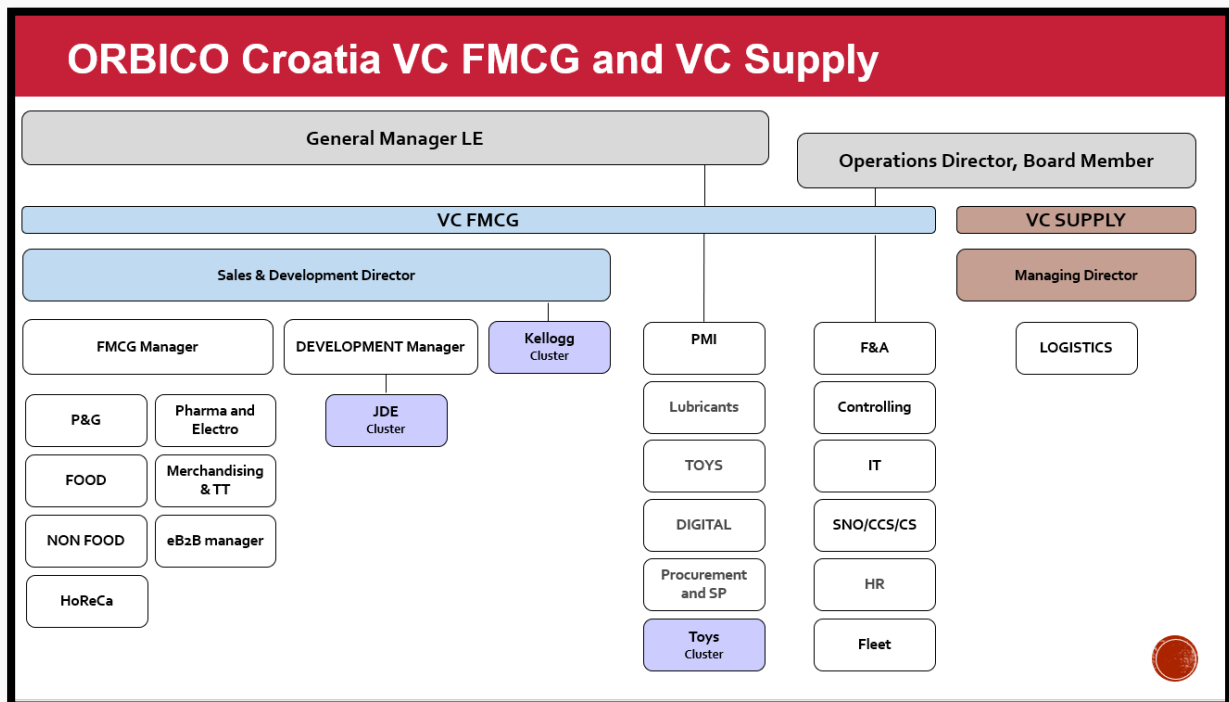 ORBICO Croatia VC FMCG and VC Supply
General Manager LE
Operations Director, Board Member
VC FMCG
VC SUPPLY
Sales & Development Director
Managing Director
FMCG Manager
DEVELOPMENT Manager
Kellogg
Cluster
PMI
F&A
LOGISTICS
P&G
Pharma and
Electro
JDE
Cluster
Lubricants
Controlling
FOOD
Merchandising
& TT
TOYS
IT
NON FOOD
eB2B manager
DIGITAL
SNO/CCS/CS
HoReCa
Procurement
and SP
HR
Toys
Cluster
Fleet